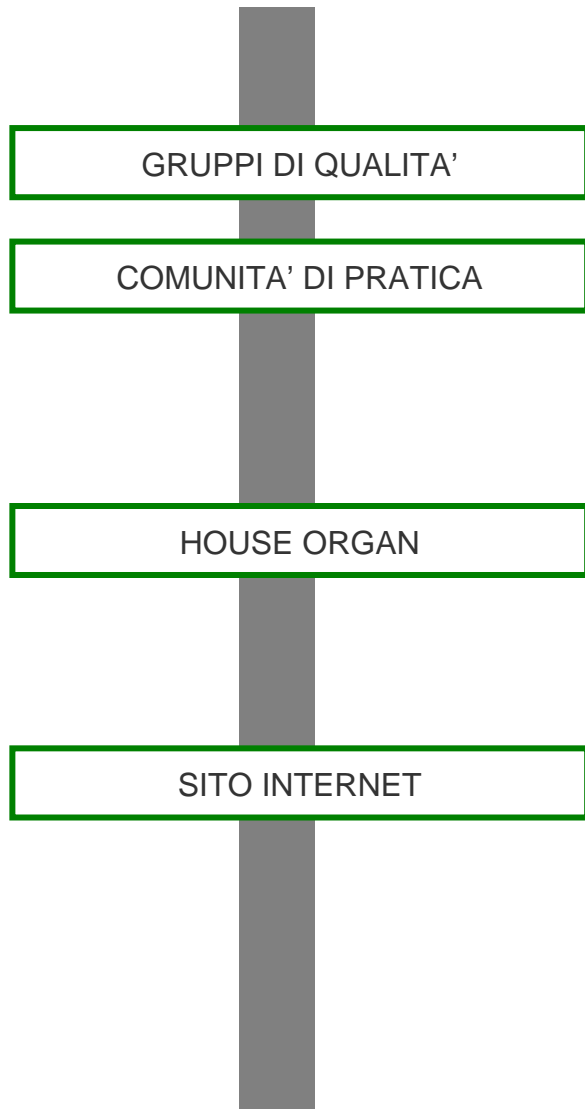 GRUPPI DI QUALITA’
COMUNITA’ DI PRATICA
HOUSE ORGAN
SITO INTERNET